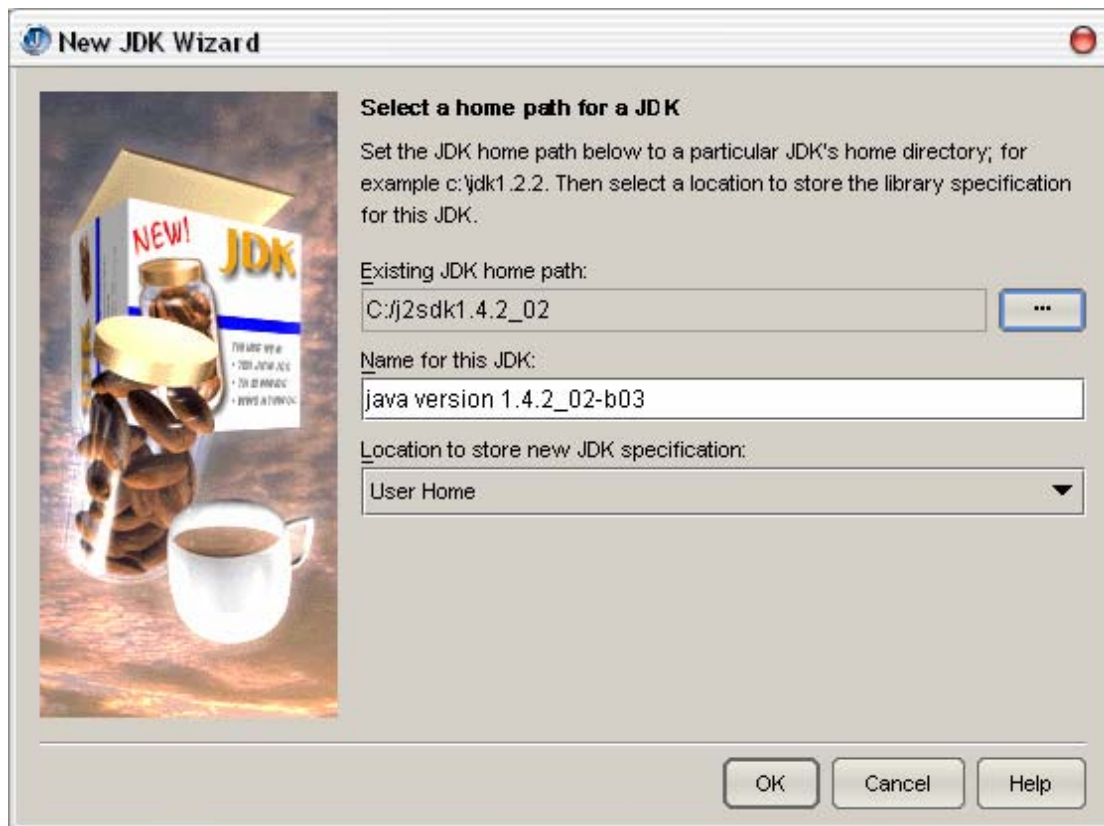 New JDK Wizard
Select a home path for a JDK
Set the JDK home path below to a particular JDK's home directory; for
example c:\jdk1.2.2. Then select a location to store the library specification
for this JDK.
NEW!
JDK
Existing JDK home path:
C:/j2sdk1.4.2_02
...
Name for this JDK:
java version 1.4.2_02-b03
Location to store new JDK specification:
User Home
OK
Cancel
Help